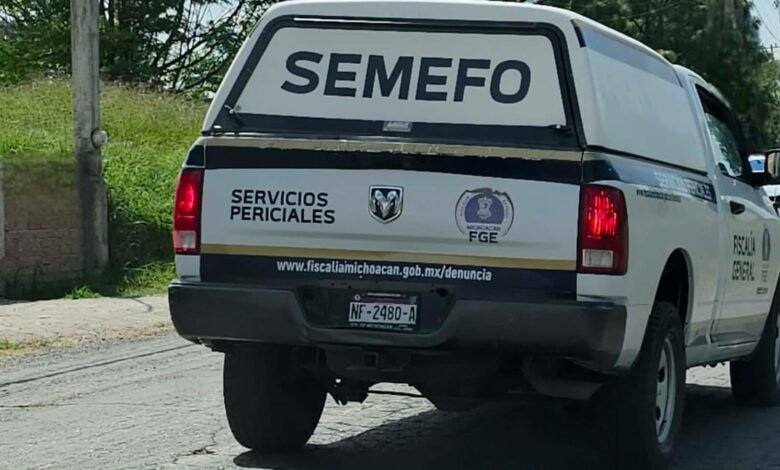 SEMEFO
SERVICIOS
PERICIALES
MICHOACÁN
FGE
www.fiscaliamichoacan.gob.mx/denuncia
NF-2480-A
FISCALÍA
GENERAL